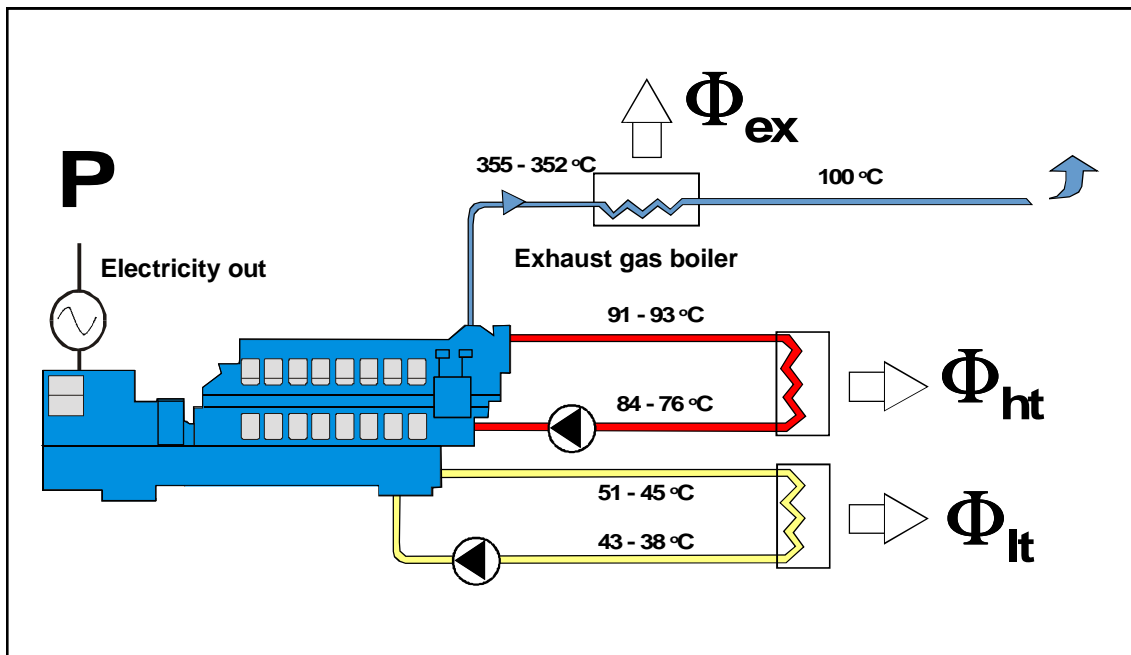 Φex
355 - 352 °C
100 °C
P
Electricity out
Exhaust gas boiler
91 - 93 °C
Φht
84 - 76 °C
51 - 45 °C
Φlt
43 - 38 °C